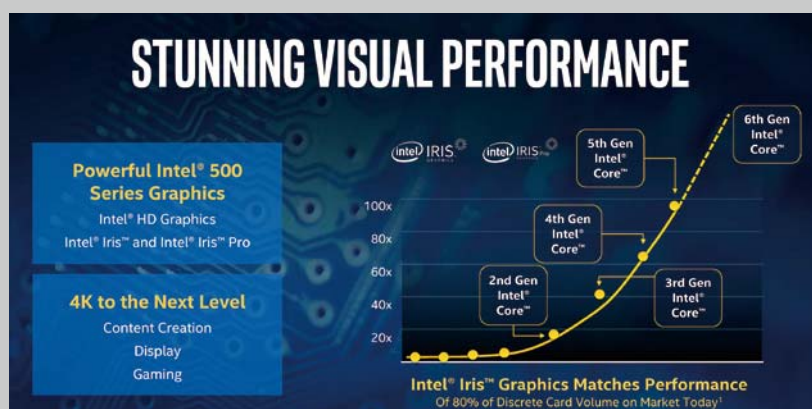 STUNNING VISUAL PERFORMANCE
Powerful Intel® 500
Series Graphics
Intel® HD Graphics
Intel® Iris™ and Intel® Iris™ Pro
4K to the Next Level
Content Creation
Display
Gaming
intel IRIS
GRAPHICS
intel IRIS Pro
100x
80x
60x
40x
20x
2nd Gen
Intel®
Core™
3rd Gen
Intel®
Core™
4th Gen
Intel®
Core™
5th Gen
Intel®
Core™
6th Gen
Intel®
Core™
Intel® Iris™ Graphics Matches Performance
Of 80% of Discrete Card Volume on Market Today¹